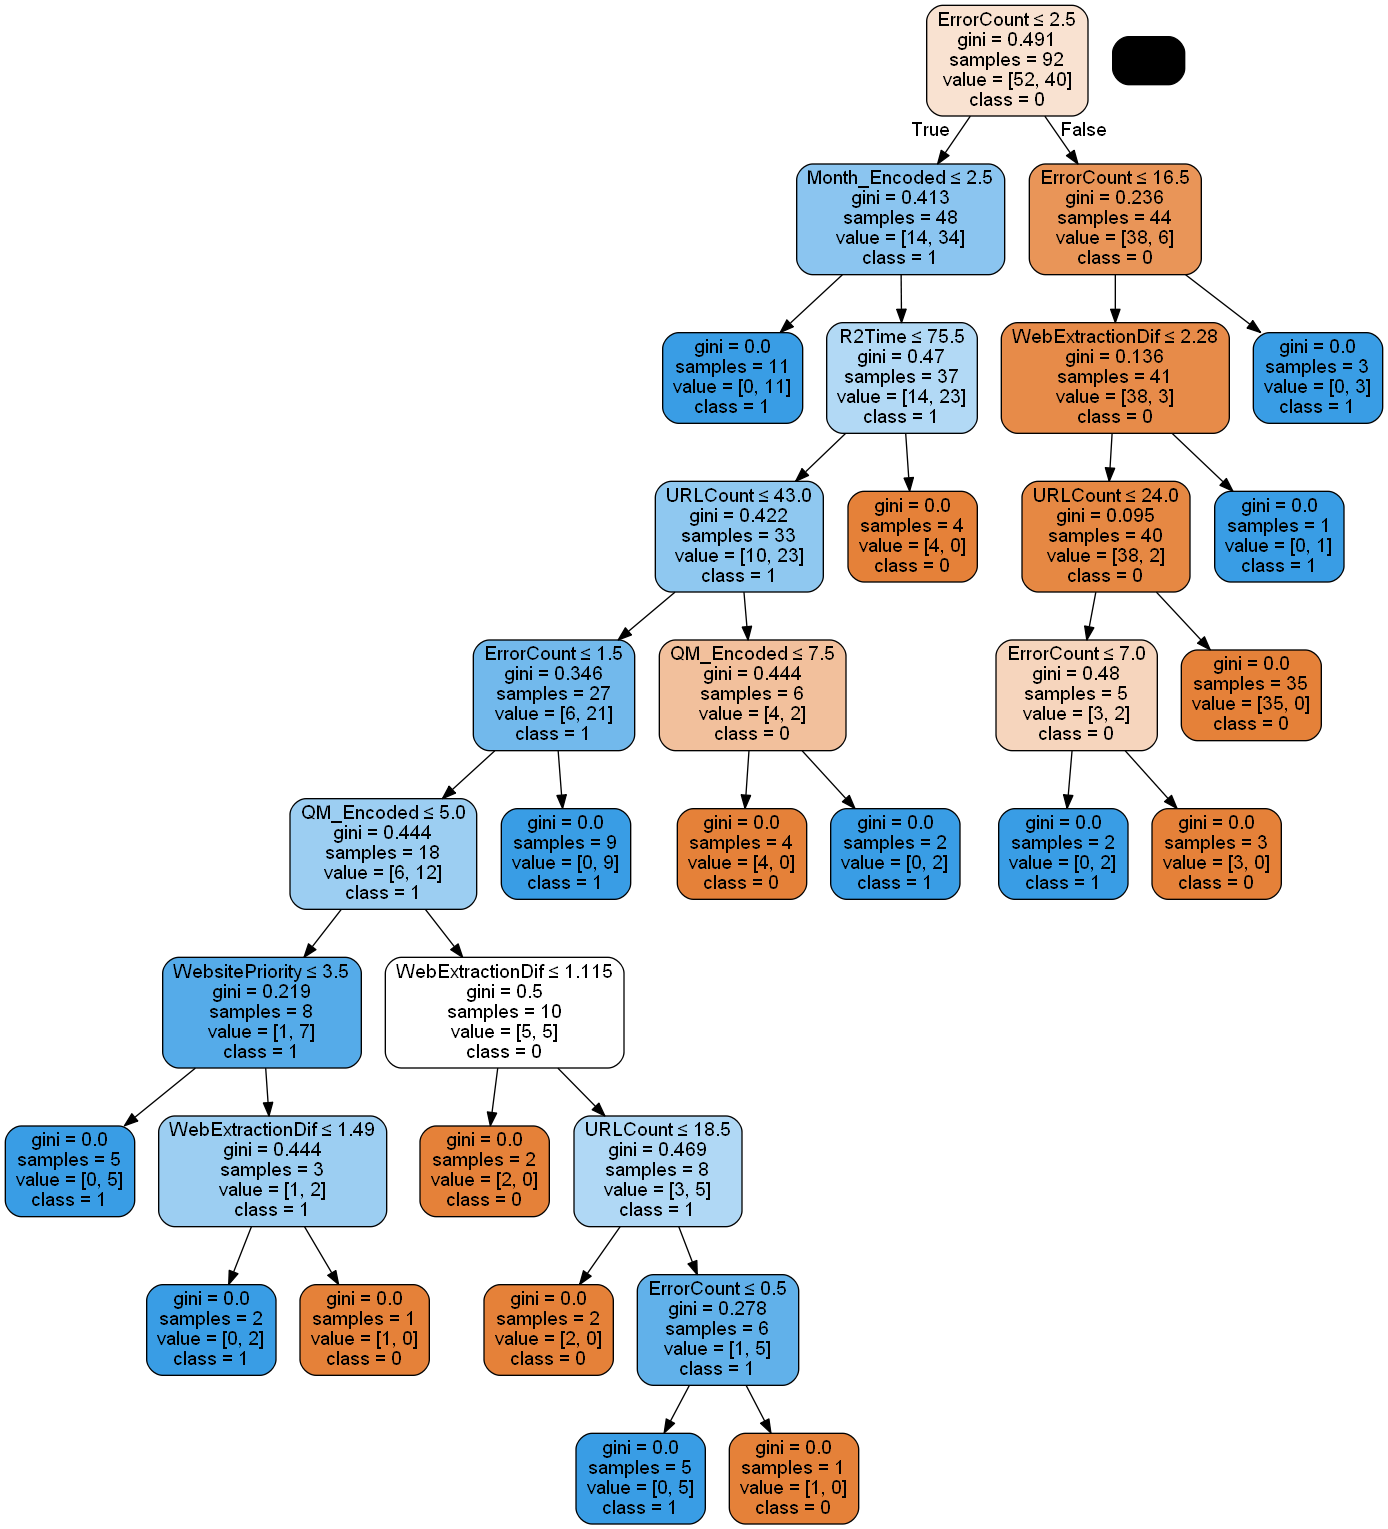 ErrorCount ≤ 2.5
gini = 0.491
samples = 92
value = [52, 40]
class = 0
True
False
Month_Encoded ≤ 2.5
gini = 0.413
samples = 48
value = [14, 34]
class = 1
ErrorCount ≤ 16.5
gini = 0.236
samples = 44
value = [38, 6]
class = 0
gini = 0.0
samples = 11
value = [0, 11]
class = 1
R2Time ≤ 75.5
gini = 0.47
samples = 37
value = [14, 23]
class = 1
WebExtractionDif ≤ 2.28
gini = 0.136
samples = 41
value = [38, 3]
class = 0
gini = 0.0
samples = 3
value = [0, 3]
class = 1
URLCount ≤ 43.0
gini = 0.422
samples = 33
value = [10, 23]
class = 1
gini = 0.0
samples = 4
value = [4, 0]
class = 0
URLCount ≤ 24.0
gini = 0.095
samples = 40
value = [38, 2]
class = 0
gini = 0.0
samples = 1
value = [0, 1]
class = 1
ErrorCount ≤ 1.5
gini = 0.346
samples = 27
value = [6, 21]
class = 1
QM_Encoded ≤ 7.5
gini = 0.444
samples = 6
value = [4, 2]
class = 0
ErrorCount ≤ 7.0
gini = 0.48
samples = 5
value = [3, 2]
class = 0
gini = 0.0
samples = 35
value = [35, 0]
class = 0
QM_Encoded ≤ 5.0
gini = 0.444
samples = 18
value = [6, 12]
class = 1
gini = 0.0
samples = 9
value = [0, 9]
class = 1
gini = 0.0
samples = 4
value = [4, 0]
class = 0
gini = 0.0
samples = 2
value = [0, 2]
class = 1
gini = 0.0
samples = 2
value = [0, 2]
class = 1
gini = 0.0
samples = 3
value = [3, 0]
class = 0
WebsitePriority ≤ 3.5
gini = 0.219
samples = 8
value = [1, 7]
class = 1
WebExtractionDif ≤ 1.115
gini = 0.5
samples = 10
value = [5, 5]
class = 0
gini = 0.0
samples = 5
value = [0, 5]
class = 1
WebExtractionDif ≤ 1.49
gini = 0.444
samples = 3
value = [1, 2]
class = 1
gini = 0.0
samples = 2
value = [2, 0]
class = 0
URLCount ≤ 18.5
gini = 0.469
samples = 8
value = [3, 5]
class = 1
gini = 0.0
samples = 2
value = [0, 2]
class = 1
gini = 0.0
samples = 1
value = [1, 0]
class = 0
gini = 0.0
samples = 2
value = [2, 0]
class = 0
ErrorCount ≤ 0.5
gini = 0.278
samples = 6
value = [1, 5]
class = 1
gini = 0.0
samples = 5
value = [0, 5]
class = 1
gini = 0.0
samples = 1
value = [1, 0]
class = 0